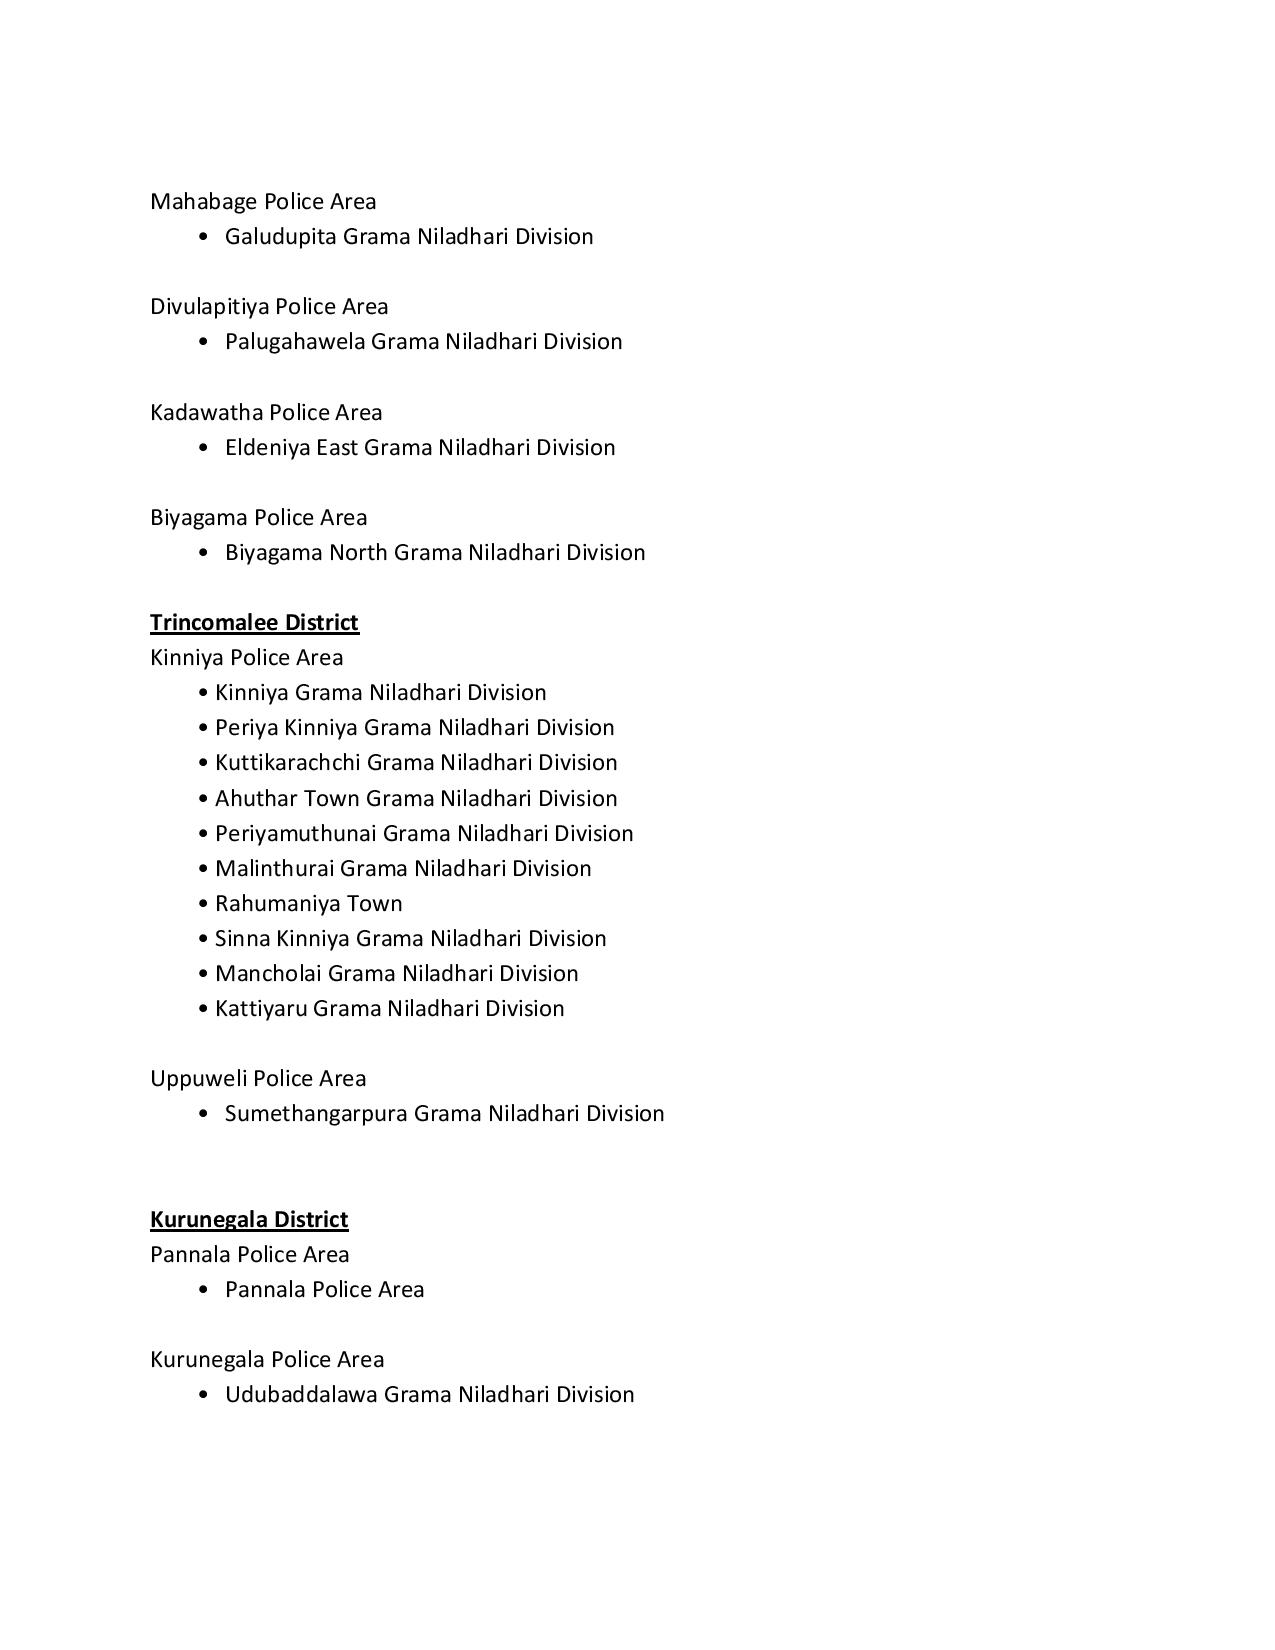 Mahabage Police Area
• Galudupita Grama Niladhari Division
Divulapitiya Police Area
• Palugahawela Grama Niladhari Division
Kadawatha Police Area
• Eldeniya East Grama Niladhari Division
Biyagama Police Area
• Biyagama North Grama Niladhari Division
Trincomalee District
Kinniya Police Area
• Kinniya Grama Niladhari Division
• Periya Kinniya Grama Niladhari Division
• Kuttikarachchi Grama Niladhari Division
• Ahuthar Town Grama Niladhari Division
• Periyamuthunai Grama Niladhari Division
• Malinthurai Grama Niladhari Division
• Rahumaniya Town
• Sinna Kinniya Grama Niladhari Division
• Mancholai Grama Niladhari Division
• Kattiyaru Grama Niladhari Division
Uppuweli Police Area
• Sumethangarpura Grama Niladhari Division
Kurunegala District
Pannala Police Area
• Pannala Police Area
Kurunegala Police Area
• Udubaddalawa Grama Niladhari Division